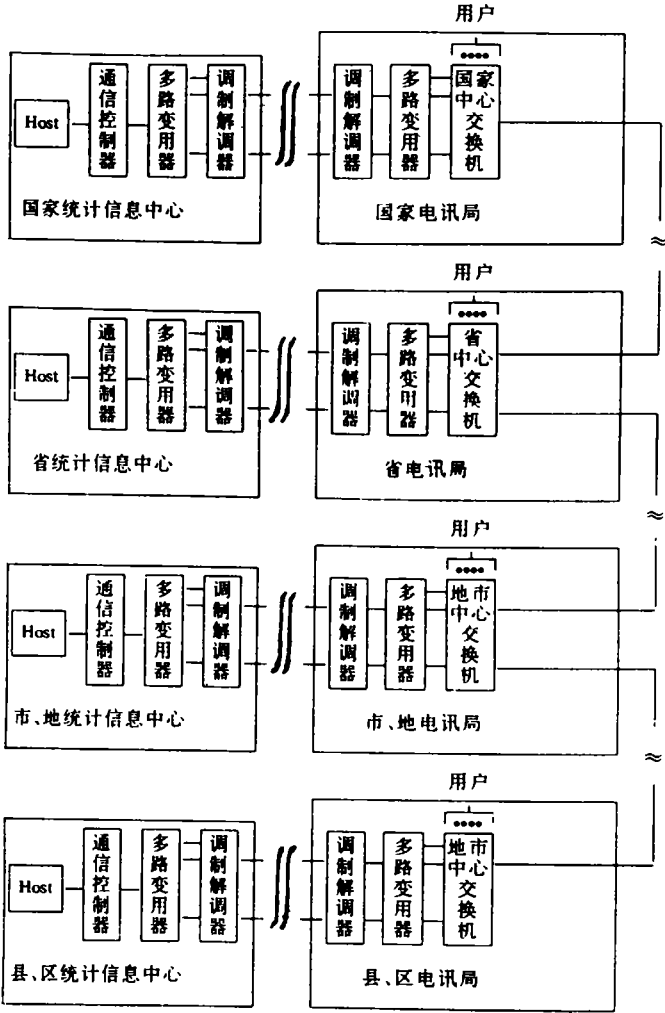 用户
Host
通信控制器
多路变用器
调制解调器
调制解调器
多路变用器
国家
中心
交换机
国家统计信息中心
国家电讯局
≈
用户
Host
通信控制器
多路变用器
调制解调器
调制解调器
多路变用器
省
中心
交换机
省统计信息中心
省电讯局
≈
用户
Host
通信控制器
多路变用器
调制解调器
调制解调器
多路变用器
地市
中心
交换机
市、地统计信息中心
市、地电讯局
≈
用户
Host
通信控制器
多路变用器
调制解调器
调制解调器
多路变用器
地市
中心
交换机
县、区统计信息中心
县、区电讯局